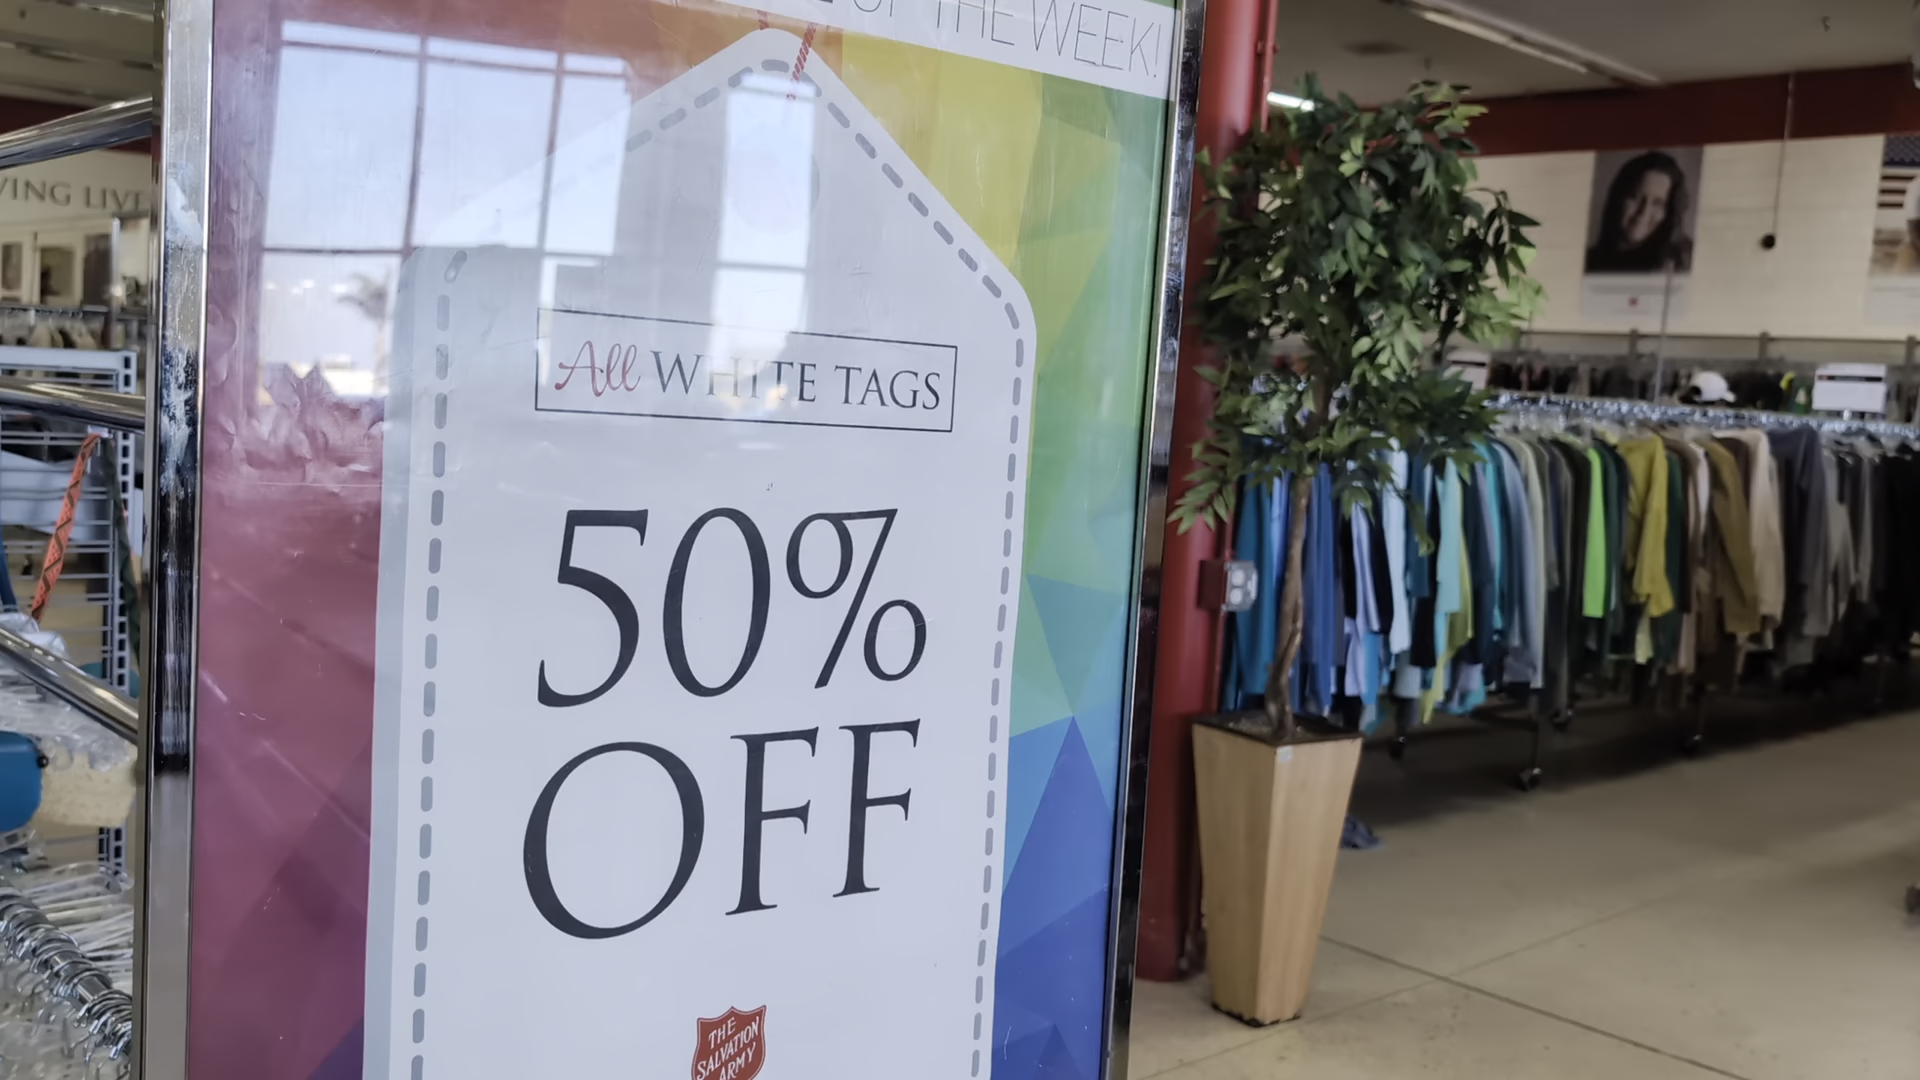 OF THE WEEK!
VING LIVE
All WHITE TAGS
50%
OFF
THE
SALVATION
ARMY